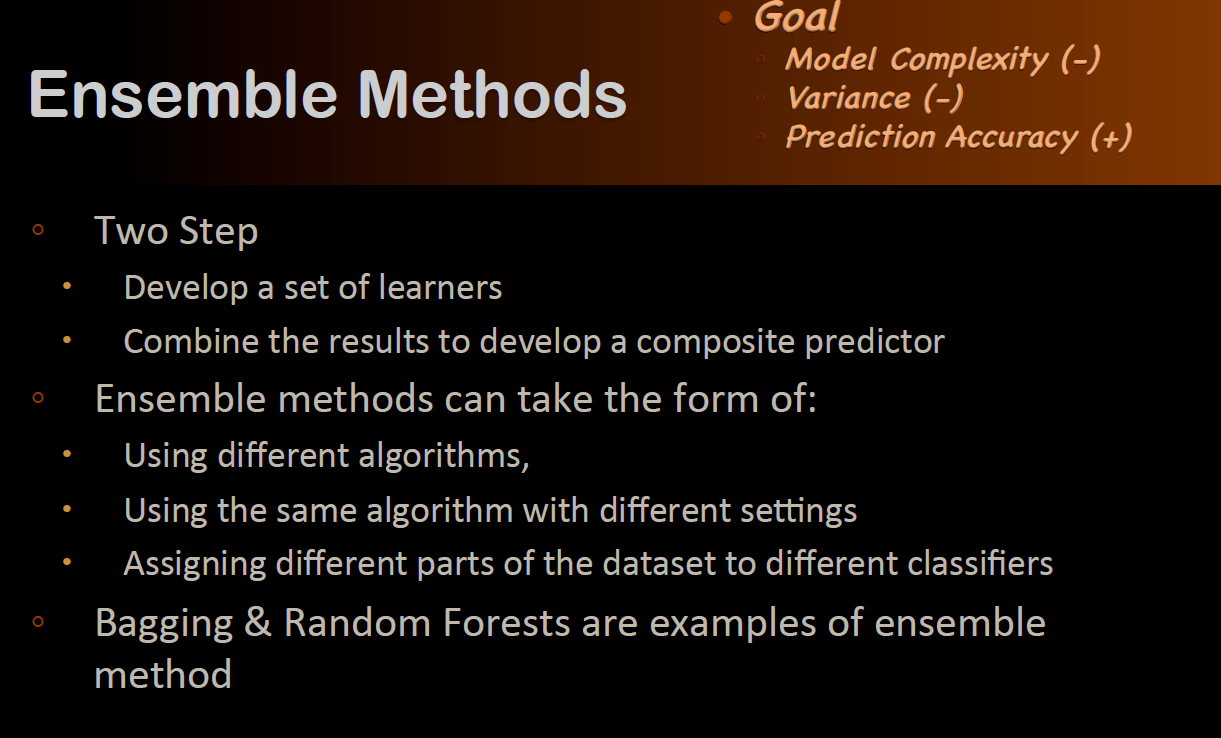 Ensemble Methods
Goal
Model Complexity (-)
Variance (-)
Prediction Accuracy (+)
Two Step
Develop a set of learners
Combine the results to develop a composite predictor
Ensemble methods can take the form of:
Using different algorithms,
Using the same algorithm with different settings
Assigning different parts of the dataset to different classifiers
Bagging & Random Forests are examples of ensemble
method